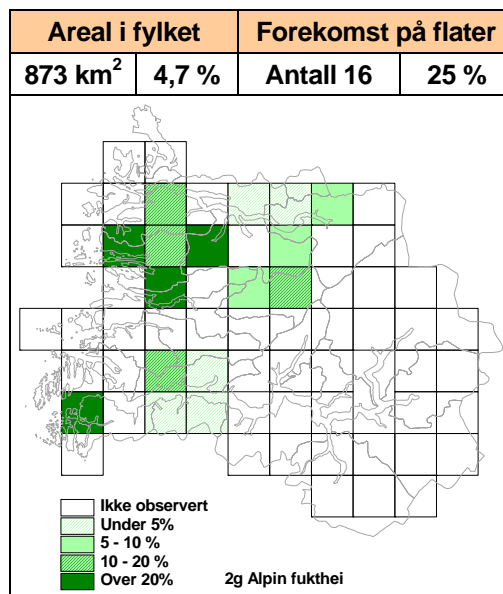 Areal i fylket Forekomst på flater
873 km² 4,7 % Antall 16 25 %
Ikke observert
Under 5%
5 - 10 %
10 - 20 %
Over 20% 2g Alpin fukthei